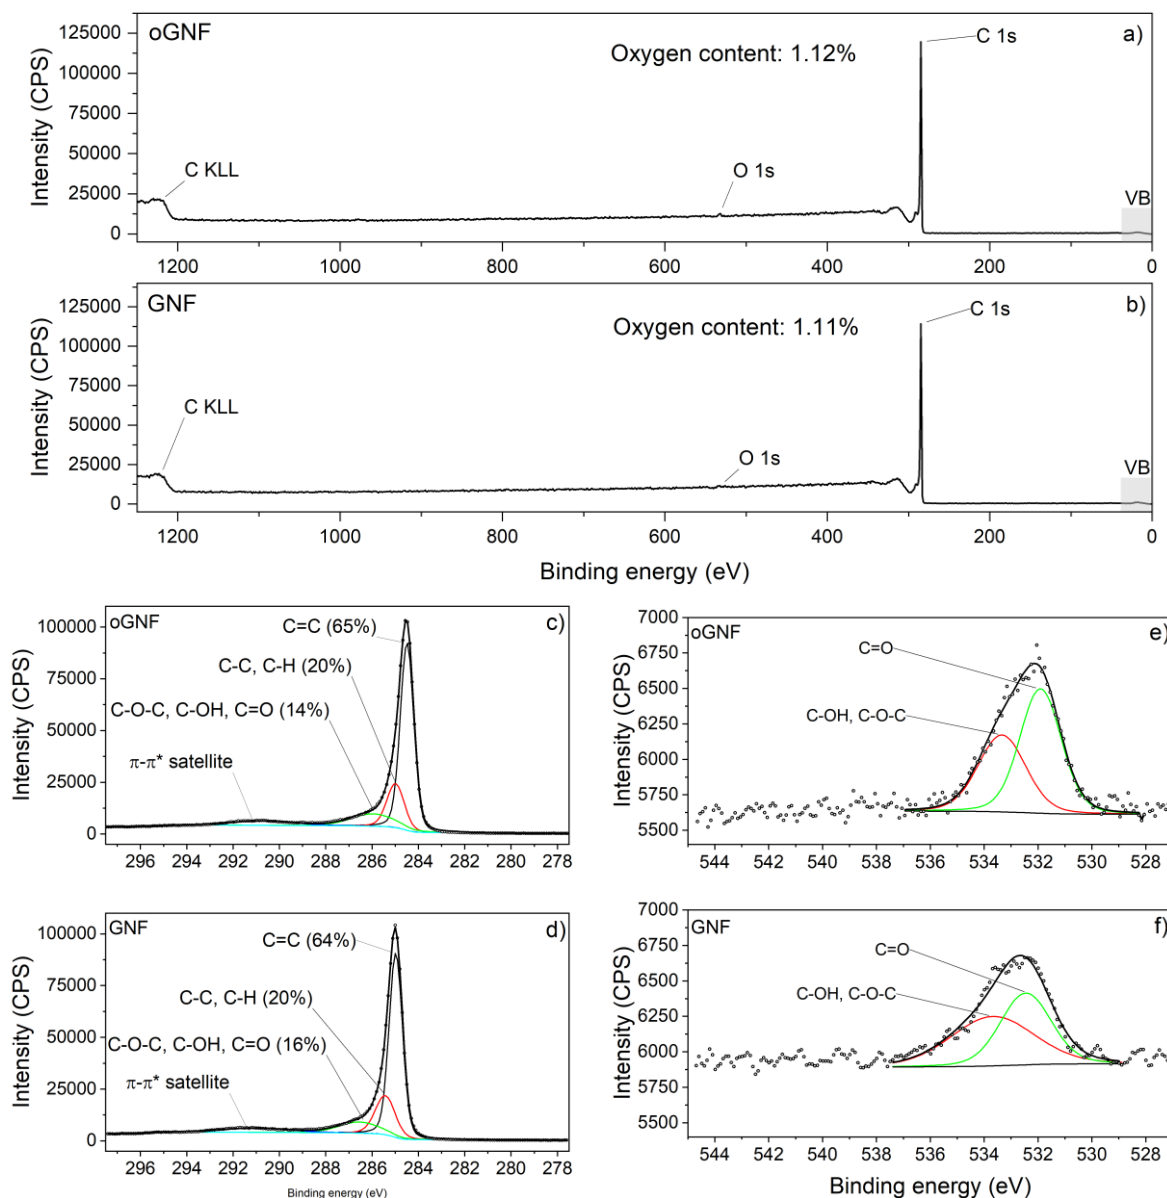 oGNF
a)
Oxygen content: 1.12%
C 1s
C KLL
O 1s
VB
Intensity (CPS)
125000
100000
75000
50000
25000
0
1200 1000 800 600 400 200 0
GNF
b)
Oxygen content: 1.11%
C 1s
C KLL
O 1s
VB
Intensity (CPS)
125000
100000
75000
50000
25000
0
1200 1000 800 600 400 200 0
Binding energy (eV)
oGNF
c)
C=C (65%)
C-C, C-H (20%)
C-O-C, C-OH, C=O (14%)
π-π* satellite
Intensity (CPS)
100000
75000
50000
25000
0
296 294 292 290 288 286 284 282 280 278
GNF
d)
C=C (64%)
C-C, C-H (20%)
C-O-C, C-OH, C=O (16%)
π-π* satellite
Intensity (CPS)
100000
75000
50000
25000
0
296 294 292 290 288 286 284 282 280 278
Binding energy (eV)
oGNF
e)
C=O
C-OH, C-O-C
Intensity (CPS)
7000
6750
6500
6250
6000
5750
5500
544 542 540 538 536 534 532 530 528
GNF
f)
C=O
C-OH, C-O-C
Intensity (CPS)
7000
6750
6500
6250
6000
5750
5500
544 542 540 538 536 534 532 530 528
Binding energy (eV)